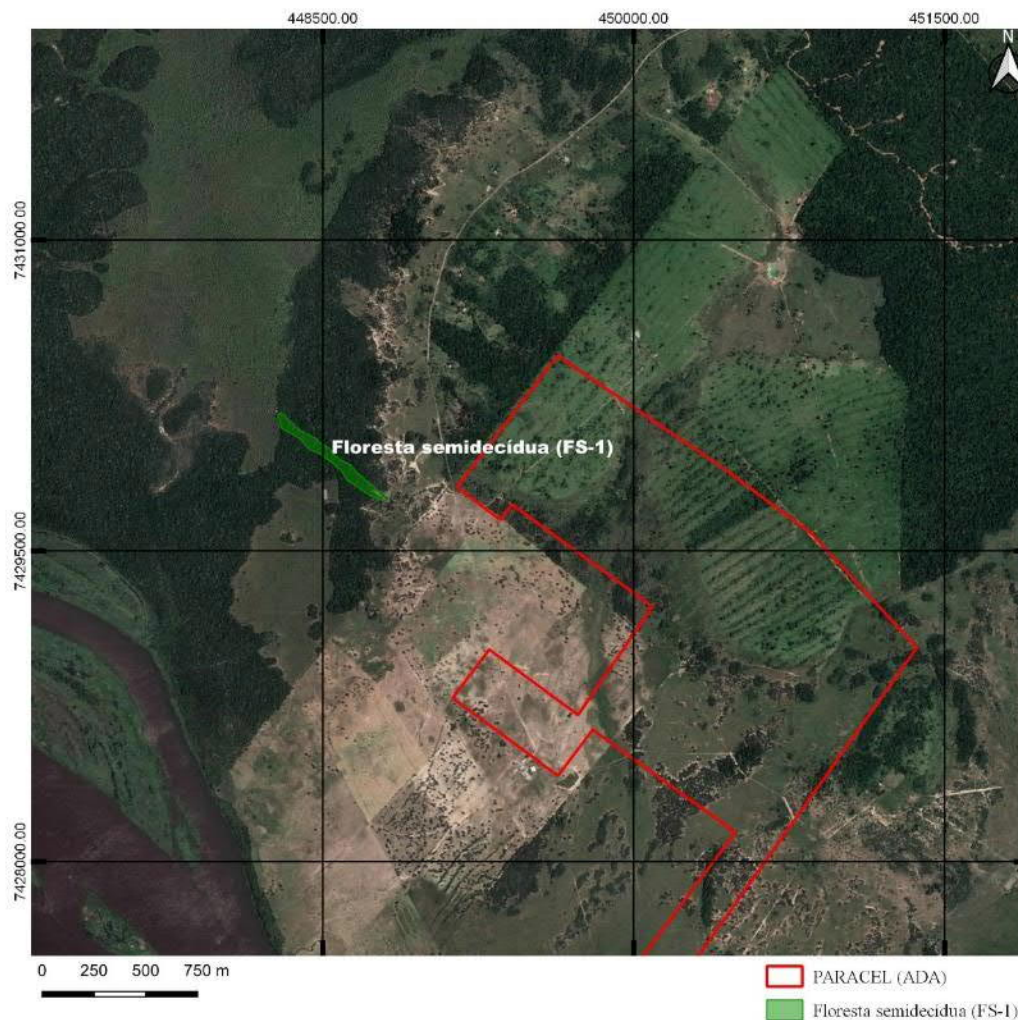 448500.00 450000.00 451500.00
N
7431000.00
Floresta semidecídua (FS-1)
7429500.00
7428000.00
0 250 500 750 m
PARACEL (ADA)
Floresta semidecídua (FS-1)